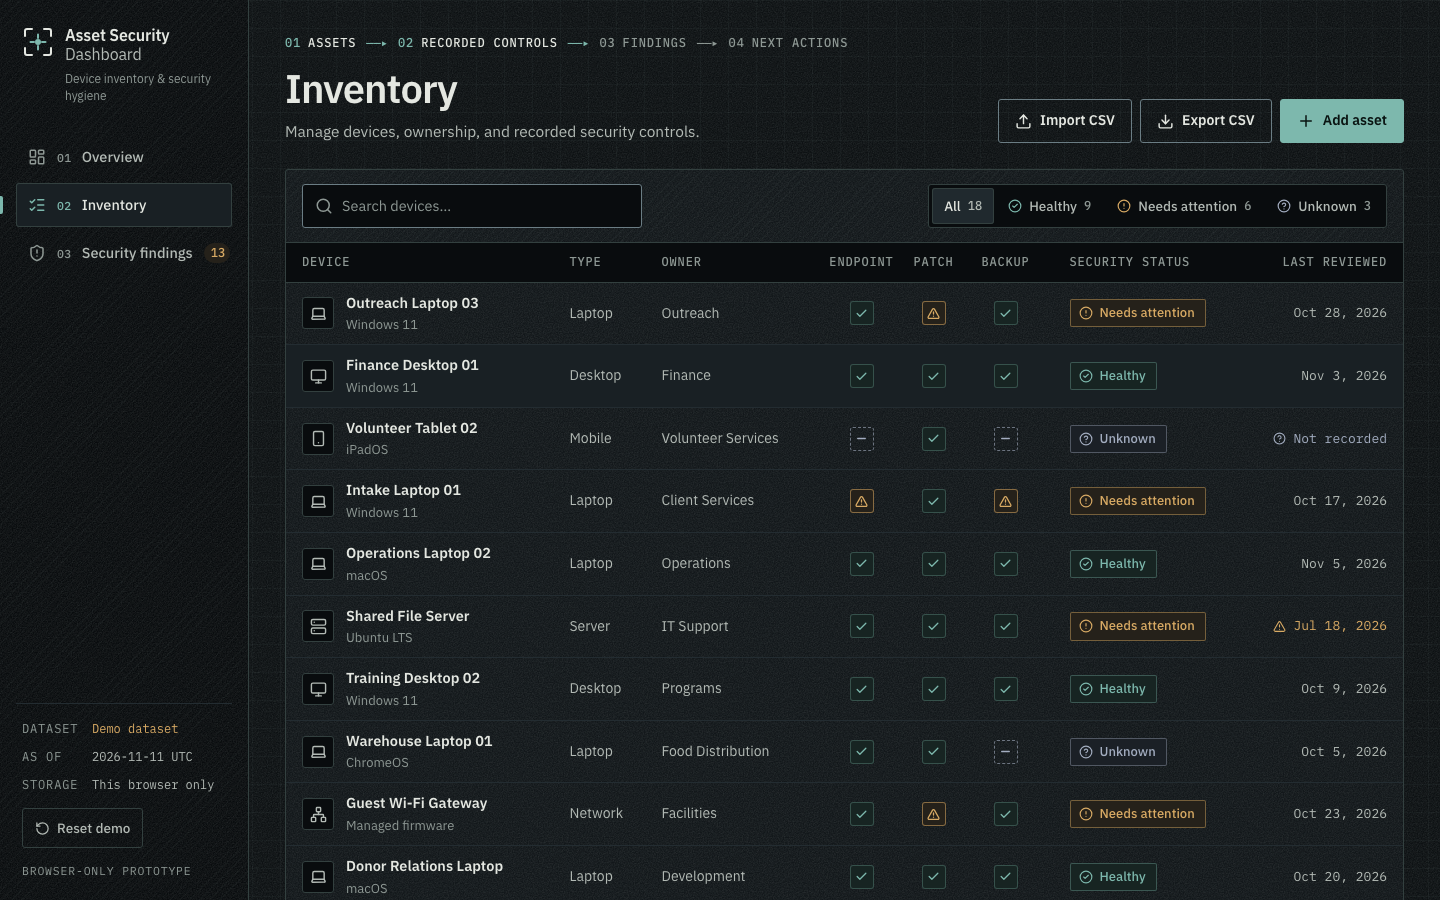 Asset Security
Dashboard
Device inventory & security
hygiene
01 Overview
02 Inventory
03 Security findings 13
DATASET Demo dataset
AS OF 2026-11-11 UTC
STORAGE This browser only
Reset demo
BROWSER-ONLY PROTOTYPE
01 ASSETS 02 RECORDED CONTROLS 03 FINDINGS 04 NEXT ACTIONS
Inventory
Manage devices, ownership, and recorded security controls.
Import CSV Export CSV Add asset
Search devices... All 18 Healthy 9 Needs attention 6 Unknown 3
DEVICE TYPE OWNER ENDPOINT PATCH BACKUP SECURITY STATUS LAST REVIEWED
Outreach Laptop 03
Windows 11
Laptop Outreach Needs attention Oct 28, 2026
Finance Desktop 01
Windows 11
Desktop Finance Healthy Nov 3, 2026
Volunteer Tablet 02
iPadOS
Mobile Volunteer Services Unknown Not recorded
Intake Laptop 01
Windows 11
Laptop Client Services Needs attention Oct 17, 2026
Operations Laptop 02
macOS
Laptop Operations Healthy Nov 5, 2026
Shared File Server
Ubuntu LTS
Server IT Support Needs attention Jul 18, 2026
Training Desktop 02
Windows 11
Desktop Programs Healthy Oct 9, 2026
Warehouse Laptop 01
ChromeOS
Laptop Food Distribution Unknown Oct 5, 2026
Guest Wi-Fi Gateway
Managed firmware
Network Facilities Needs attention Oct 23, 2026
Donor Relations Laptop
macOS
Laptop Development Healthy Oct 20, 2026